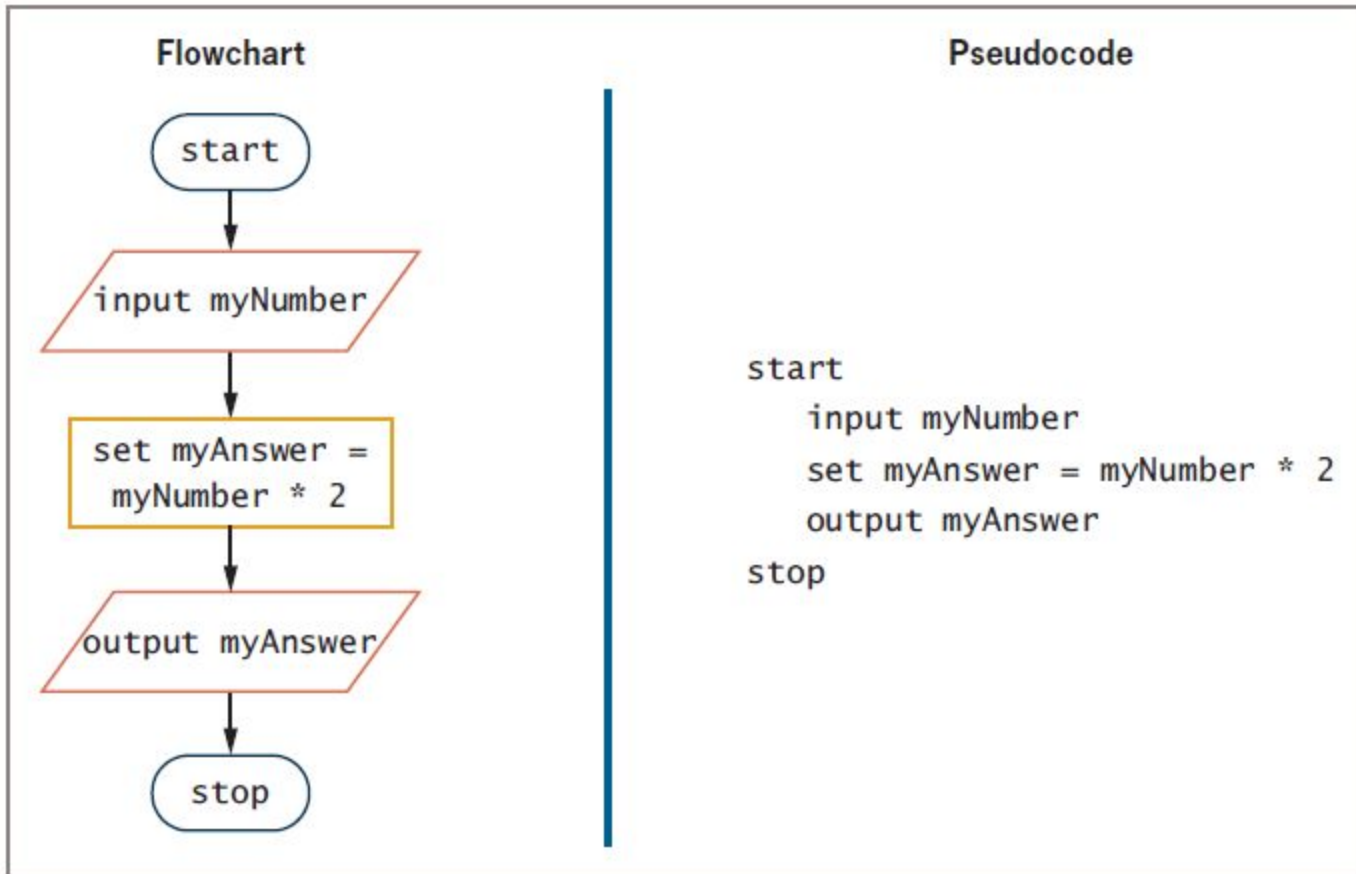 Flowchart
start
input myNumber
set myAnswer =
myNumber * 2
output myAnswer
stop
Pseudocode
start
input myNumber
set myAnswer = myNumber * 2
output myAnswer
stop